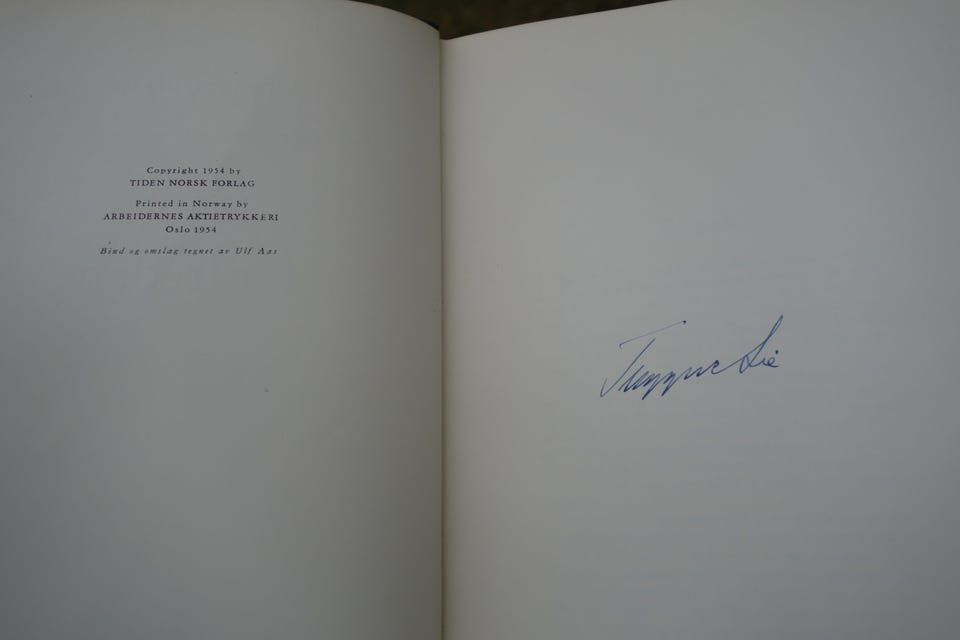 Copyright 1954 by
TIDEN NORSK FORLAG
Printed in Norway by
ARBEIDERNES AKTIETRYKKERI
Oslo 1954
Bind og omslag tegnet av Ulf Aas
Trygve Lie